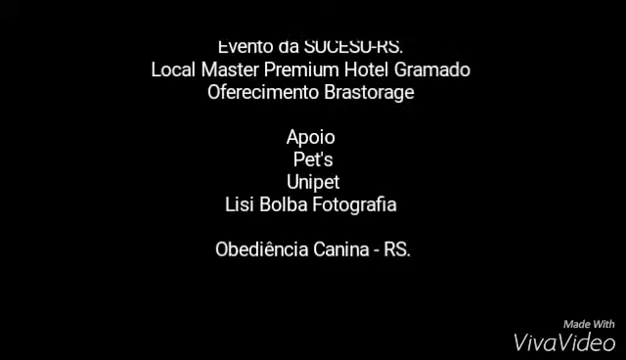 Evento da SUCESU-RS.
Local Master Premium Hotel Gramado
Oferecimento Brastorage
Apoio
Pet's
Unipet
Lisi Bolba Fotografia
Obediência Canina - RS.
Made With
VivaVideo